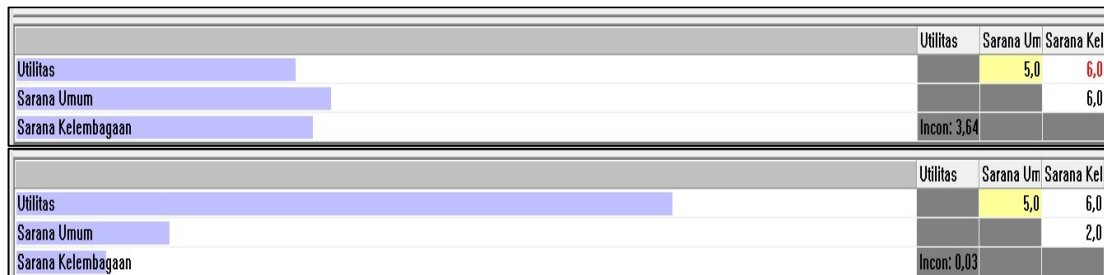 Utilitas Sarana Um Sarana Kel
Utilitas 5,0 6,0
Sarana Umum 6,0
Sarana Kelembagaan Incon: 3,64
Utilitas Sarana Um Sarana Kel
Utilitas 5,0 6,0
Sarana Umum 2,0
Sarana Kelembagaan Incon: 0,03